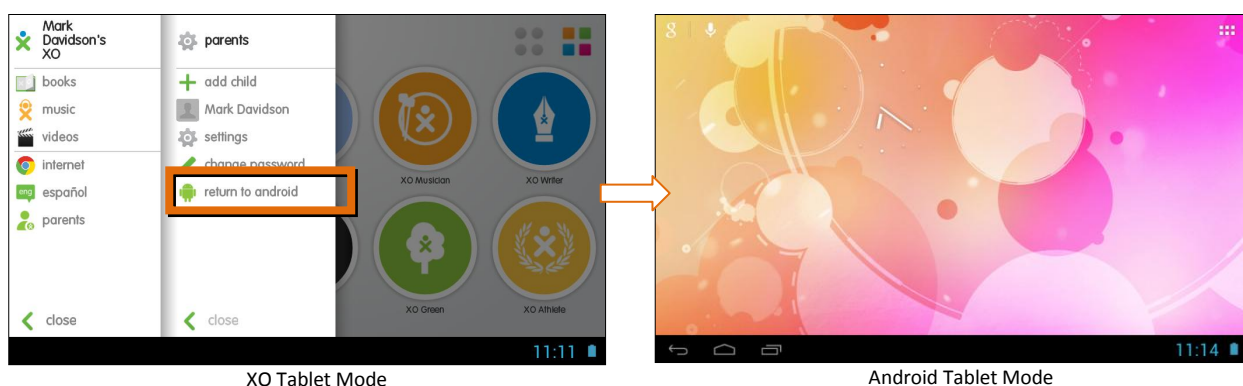 Mark
Davidson's
XO
books
music
videos
internet
eng español
parents
close
parents
add child
Mark Davidson
settings
change password
return to android
close
XO Musician
XO Writer
XO Green
XO Athlete
11:11
XO Tablet Mode
8
11:14
Android Tablet Mode